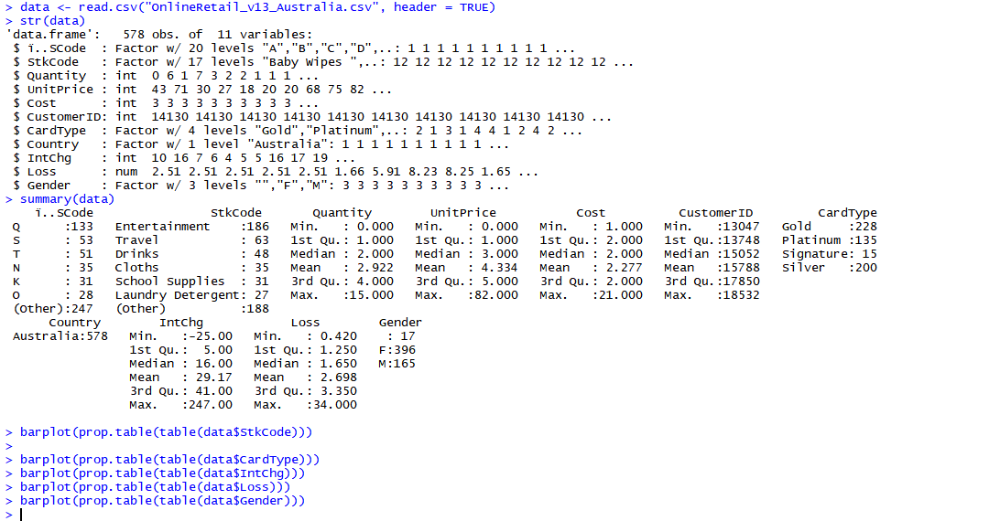 > data <- read.csv("OnlineRetail_v13_Australia.csv", header = TRUE)
> str(data)
'data.frame':   578 obs. of  11 variables:
 $ ï..SCode  : Factor w/ 20 levels "A","B","C","D",..: 1 1 1 1 1 1 1 1 1 1 ...
 $ StkCode   : Factor w/ 17 levels "Baby Wipes ",..: 12 12 12 12 12 12 12 12 12 12 ...
 $ Quantity  : int  0 6 1 7 3 2 2 1 1 1 ...
 $ UnitPrice : int  43 71 30 27 18 20 20 68 75 82 ...
 $ Cost      : int  3 3 3 3 3 3 3 3 3 3 ...
 $ CustomerID: int  14130 14130 14130 14130 14130 14130 14130 14130 14130 14130 ...
 $ CardType  : Factor w/ 4 levels "Gold","Platinum",..: 2 1 3 1 4 4 1 2 4 2 ...
 $ Country   : Factor w/ 1 level "Australia": 1 1 1 1 1 1 1 1 1 1 ...
 $ IntChg    : int  10 16 7 6 4 5 5 16 17 19 ...
 $ Loss      : num  2.51 2.51 2.51 2.51 2.51 1.66 5.91 8.23 8.25 1.65 ...
 $ Gender    : Factor w/ 3 levels "","F","M": 3 3 3 3 3 3 3 3 3 3 ...
> summary(data)
    ï..SCode                StkCode       Quantity        UnitPrice          Cost          CustomerID        CardType
 Q      :133   Entertainment    :186   Min.   : 0.000   Min.   : 0.000   Min.   : 1.000   Min.   :13047   Gold     :228
 S      : 53   Travel           : 63   1st Qu.: 1.000   1st Qu.: 1.000   1st Qu.: 2.000   1st Qu.:13748   Platinum :135
 T      : 51   Drinks           : 48   Median : 2.000   Median : 3.000   Median : 2.000   Median :15052   Signature: 15
 N      : 35   Cloths           : 35   Mean   : 2.922   Mean   : 4.334   Mean   : 2.277   Mean   :15788   Silver   :200
 K      : 31   School Supplies  : 31   3rd Qu.: 4.000   3rd Qu.: 5.000   3rd Qu.: 2.000   3rd Qu.:17850
 O      : 28   Laundry Detergent: 27   Max.   :15.000   Max.   :82.000   Max.   :21.000   Max.   :18532
 (Other):247   (Other)          :188
      Country        IntChg            Loss        Gender
 Australia:578   Min.   :-25.00   Min.   : 0.420    : 17
                 1st Qu.:  5.00   1st Qu.: 1.250   F:396
                 Median : 16.00   Median : 1.650   M:165
                 Mean   : 29.17   Mean   : 2.698
                 3rd Qu.: 41.00   3rd Qu.: 3.350
                 Max.   :247.00   Max.   :34.000
> barplot(prop.table(table(data$StkCode)))
>
> barplot(prop.table(table(data$CardType)))
> barplot(prop.table(table(data$IntChg)))
> barplot(prop.table(table(data$Loss)))
> barplot(prop.table(table(data$Gender)))
>